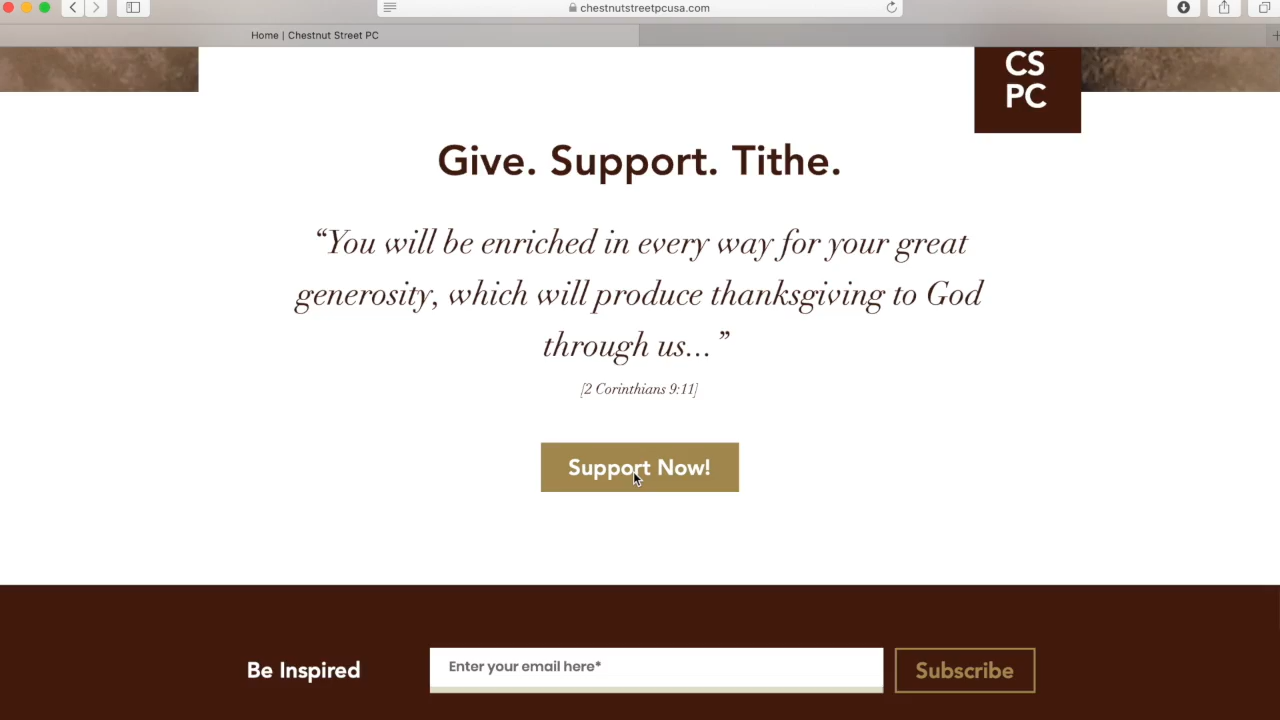 chestnutstreetpcusa.com
Home | Chestnut Street PC
CS
PC
Give. Support. Tithe.
“You will be enriched in every way for your great
generosity, which will produce thanksgiving to God
through us...”
[2 Corinthians 9:11]
Support Now!
Be Inspired
Enter your email here*
Subscribe